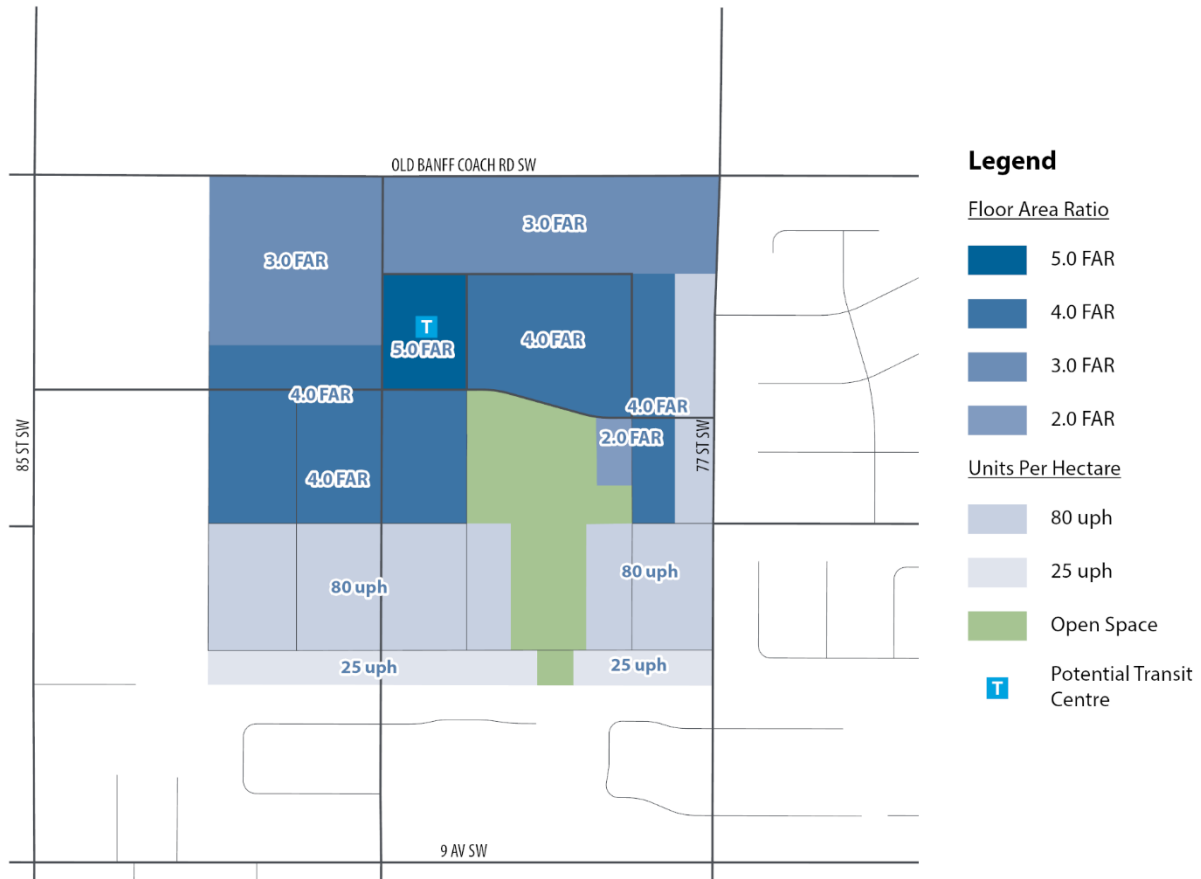 OLD BANFF COACH RD SW
3.0 FAR
3.0 FAR
T
5.0 FAR
4.0 FAR
4.0 FAR
4.0 FAR
2.0 FAR
4.0 FAR
85 ST SW
77 ST SW
80 uph
80 uph
25 uph
25 uph
9 AV SW
Legend
Floor Area Ratio
5.0 FAR
4.0 FAR
3.0 FAR
2.0 FAR
Units Per Hectare
80 uph
25 uph
Open Space
T
Potential Transit
Centre